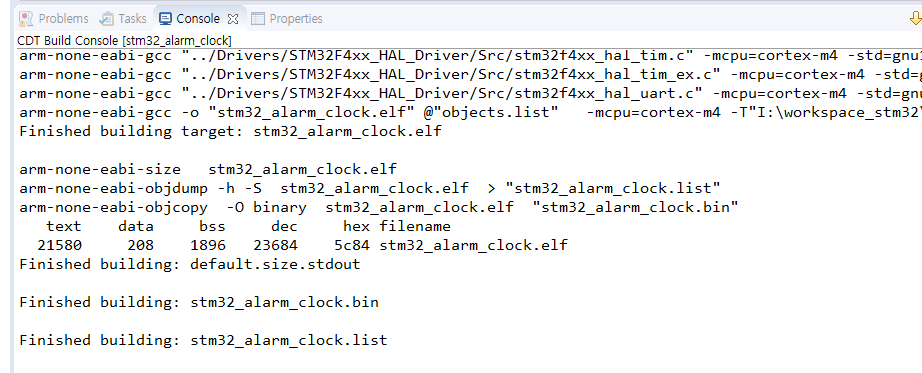 Problems Tasks Console Properties
CDT Build Console [stm32_alarm_clock]
arm-none-eabi-gcc "../Drivers/STM32F4xx_HAL_Driver/Src/stm32f4xx_hal_tim.c" -mcpu=cortex-m4 -std=gnu1
arm-none-eabi-gcc "../Drivers/STM32F4xx_HAL_Driver/Src/stm32f4xx_hal_tim_ex.c" -mcpu=cortex-m4 -std=g
arm-none-eabi-gcc "../Drivers/STM32F4xx_HAL_Driver/Src/stm32f4xx_hal_uart.c" -mcpu=cortex-m4 -std=gnu
arm-none-eabi-gcc -o "stm32_alarm_clock.elf" @"objects.list"   -mcpu=cortex-m4 -T"I:\workspace_stm32\
Finished building target: stm32_alarm_clock.elf
arm-none-eabi-size   stm32_alarm_clock.elf
arm-none-eabi-objdump -h -S  stm32_alarm_clock.elf  > "stm32_alarm_clock.list"
arm-none-eabi-objcopy  -O binary  stm32_alarm_clock.elf  "stm32_alarm_clock.bin"
   text    data     bss     dec     hex filename
  21580     208    1896   23684    5c84 stm32_alarm_clock.elf
Finished building: default.size.stdout
Finished building: stm32_alarm_clock.bin
Finished building: stm32_alarm_clock.list